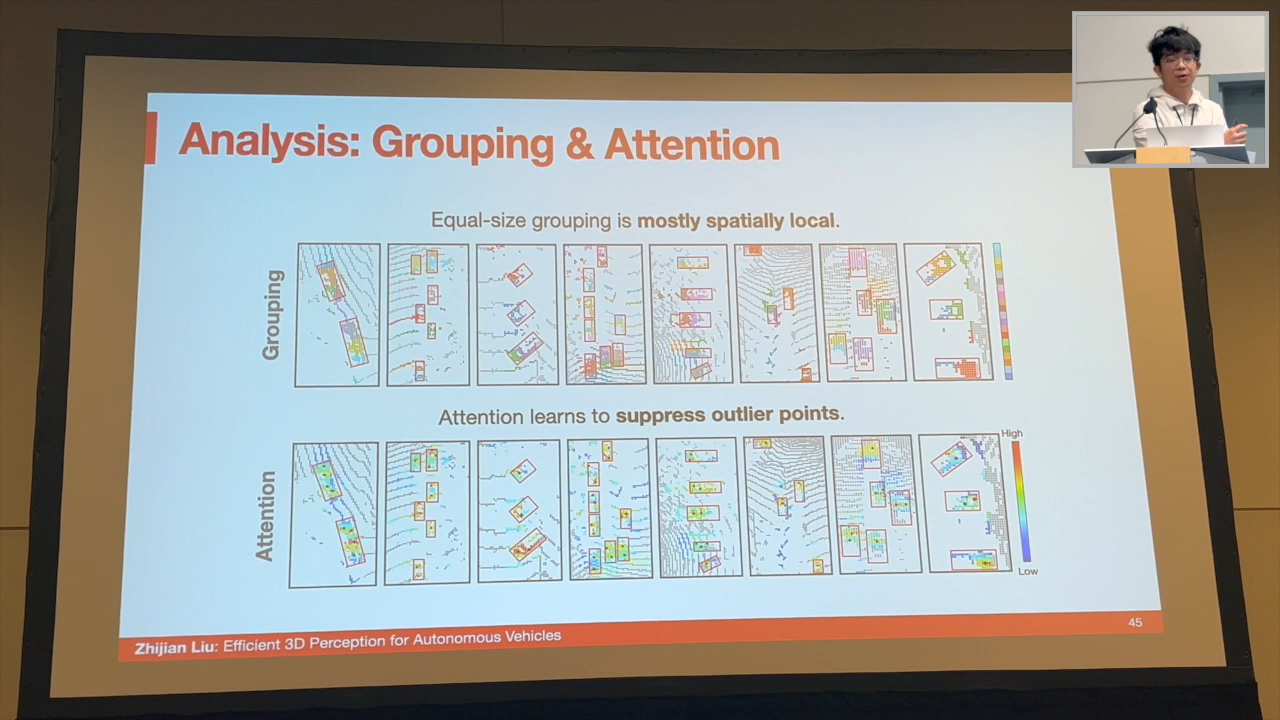 Analysis: Grouping & Attention
Equal-size grouping is mostly spatially local.
Grouping
Attention learns to suppress outlier points.
Attention
High
Low
Zhijian Liu: Efficient 3D Perception for Autonomous Vehicles
45